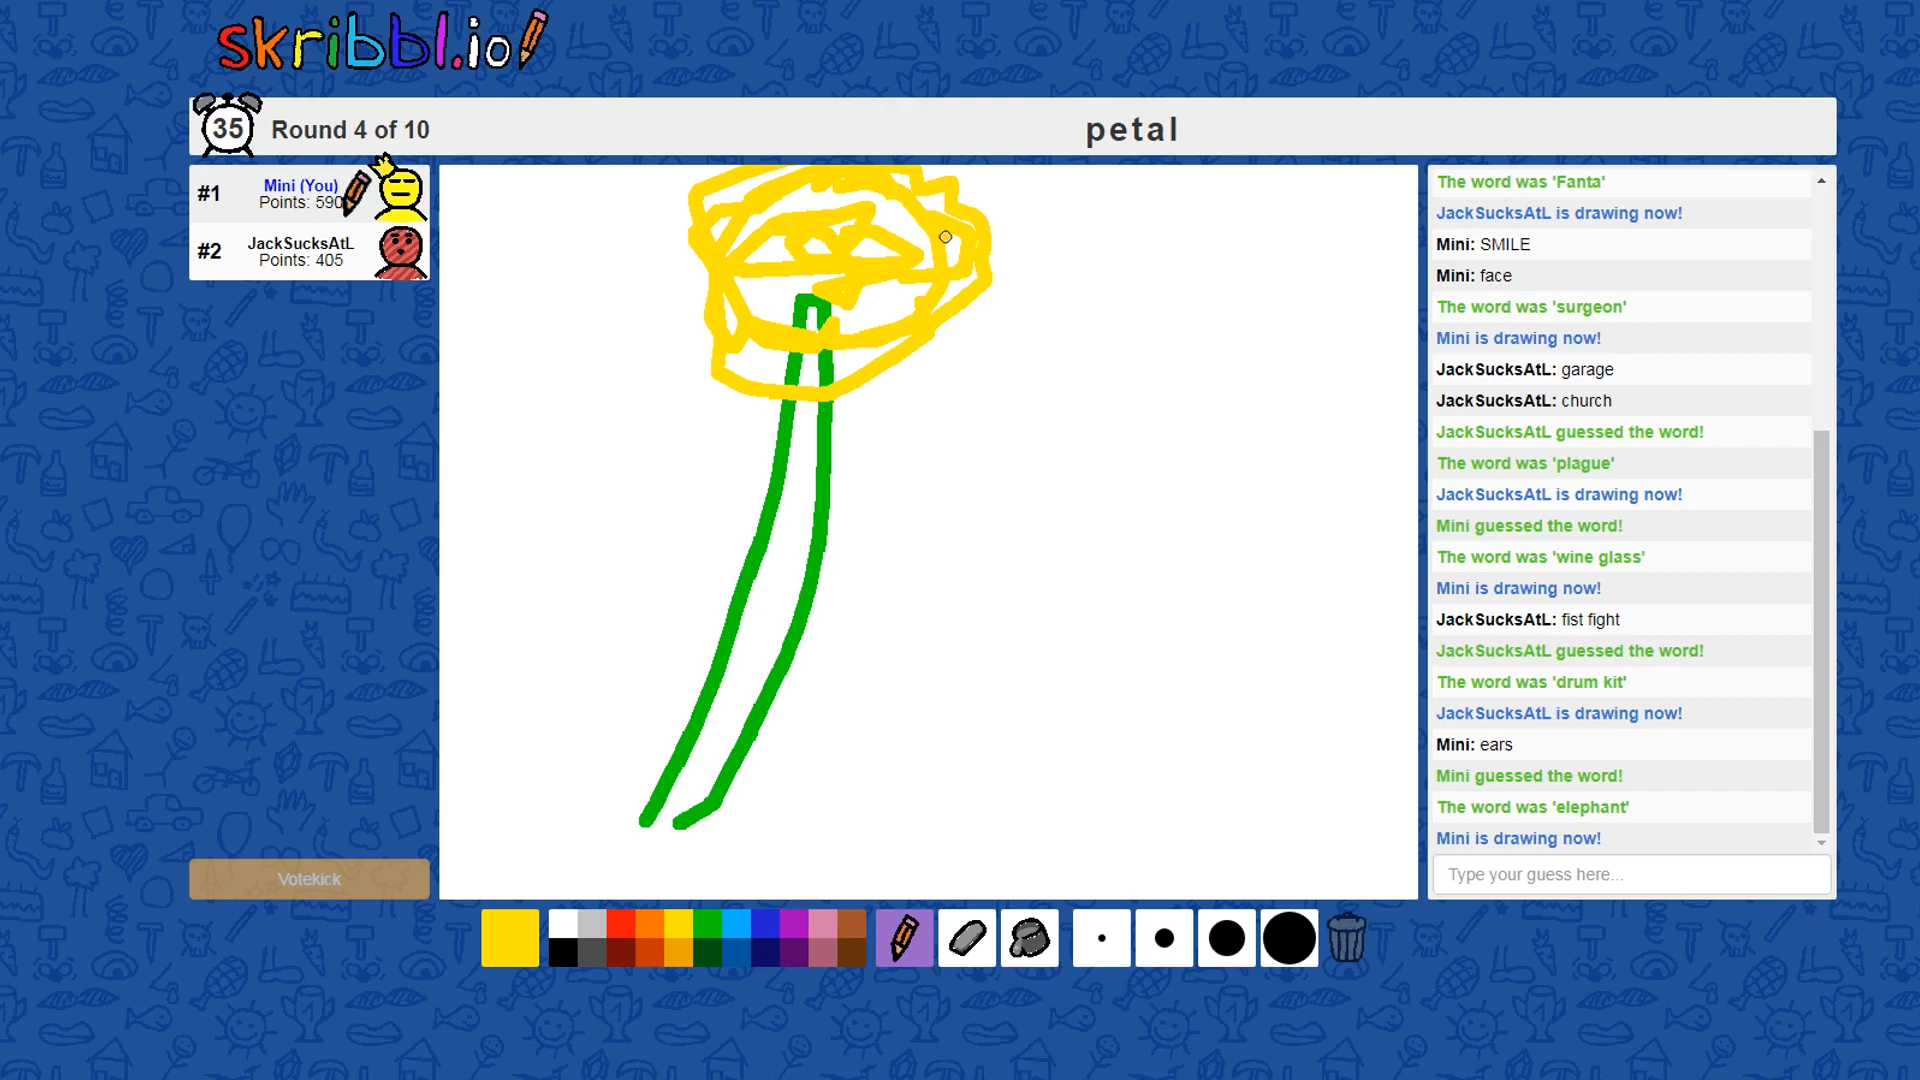 skribbl.io
35
Round 4 of 10
petal
#1
Mini (You)
Points: 590
#2
JackSucksAtL
Points: 405
Votekick
The word was 'Fanta'
JackSucksAtL is drawing now!
Mini: SMILE
Mini: face
The word was 'surgeon'
Mini is drawing now!
JackSucksAtL: garage
JackSucksAtL: church
JackSucksAtL guessed the word!
The word was 'plague'
JackSucksAtL is drawing now!
Mini guessed the word!
The word was 'wine glass'
Mini is drawing now!
JackSucksAtL: fist fight
JackSucksAtL guessed the word!
The word was 'drum kit'
JackSucksAtL is drawing now!
Mini: ears
Mini guessed the word!
The word was 'elephant'
Mini is drawing now!
Type your guess here...